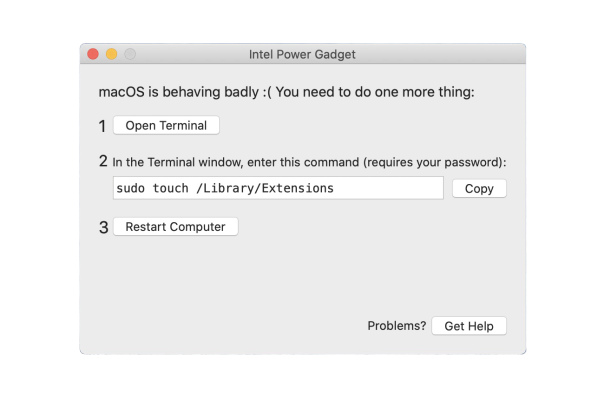 Intel Power Gadget
macOS is behaving badly :( You need to do one more thing:
1 Open Terminal
2 In the Terminal window, enter this command (requires your password):
sudo touch /Library/Extensions Copy
3 Restart Computer
Problems? Get Help